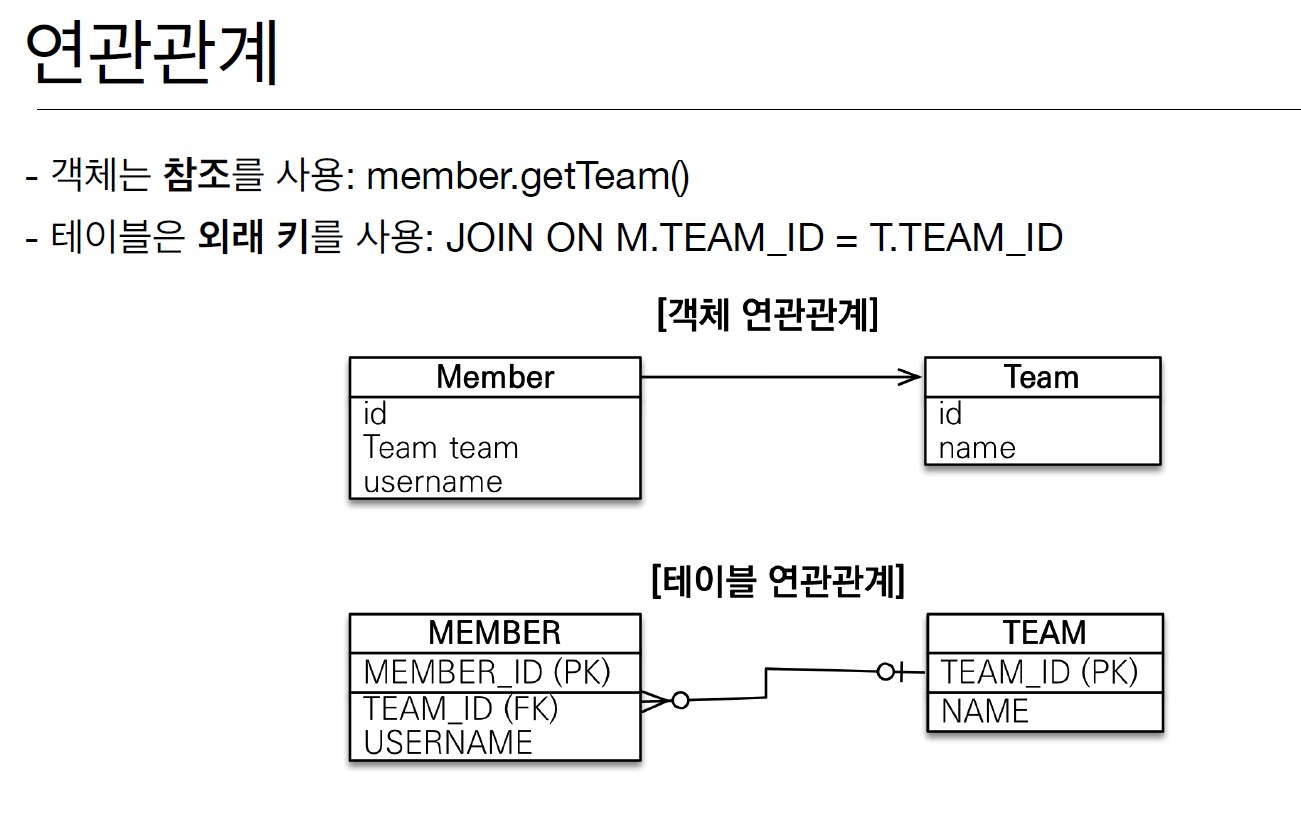 연관관계
- 객체는 참조를 사용: member.getTeam()
- 테이블은 외래 키를 사용: JOIN ON M.TEAM_ID = T.TEAM_ID
[객체 연관관계]
Member
id
Team team
username
Team
id
name
[테이블 연관관계]
MEMBER
MEMBER_ID (PK)
TEAM_ID (FK)
USERNAME
TEAM
TEAM_ID (PK)
NAME